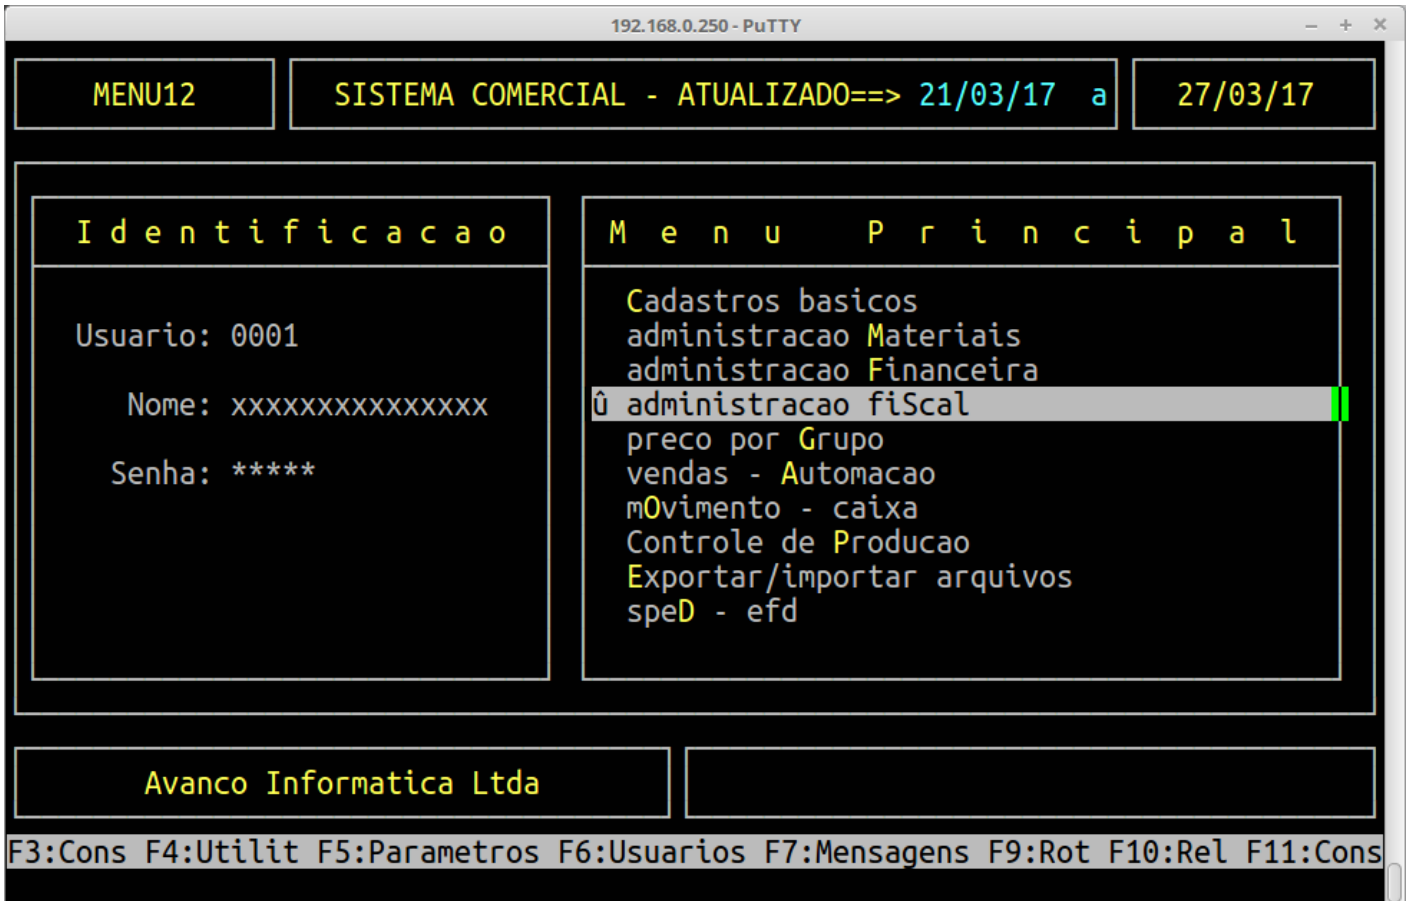 192.168.0.250 - PuTTY
MENU12
SISTEMA COMERCIAL - ATUALIZADO==> 21/03/17 a
27/03/17
I d e n t i f i c a c a o
Usuario: 0001
Nome: xxxxxxxxxxxxxxx
Senha: *****
M e n u P r i n c i p a l
Cadastros basicos
administracao Materiais
administracao Financeira
û administracao fiScal
preco por Grupo
vendas - Automacao
mOvimento - caixa
Controle de Producao
Exportar/importar arquivos
speD - efd
Avanco Informatica Ltda
F3:Cons F4:Utilit F5:Parametros F6:Usuarios F7:Mensagens F9:Rot F10:Rel F11:Cons